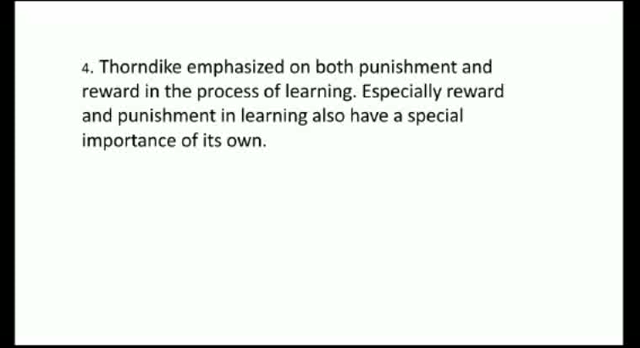 4. Thorndike emphasized on both punishment and
reward in the process of learning. Especially reward
and punishment in learning also have a special
importance of its own.